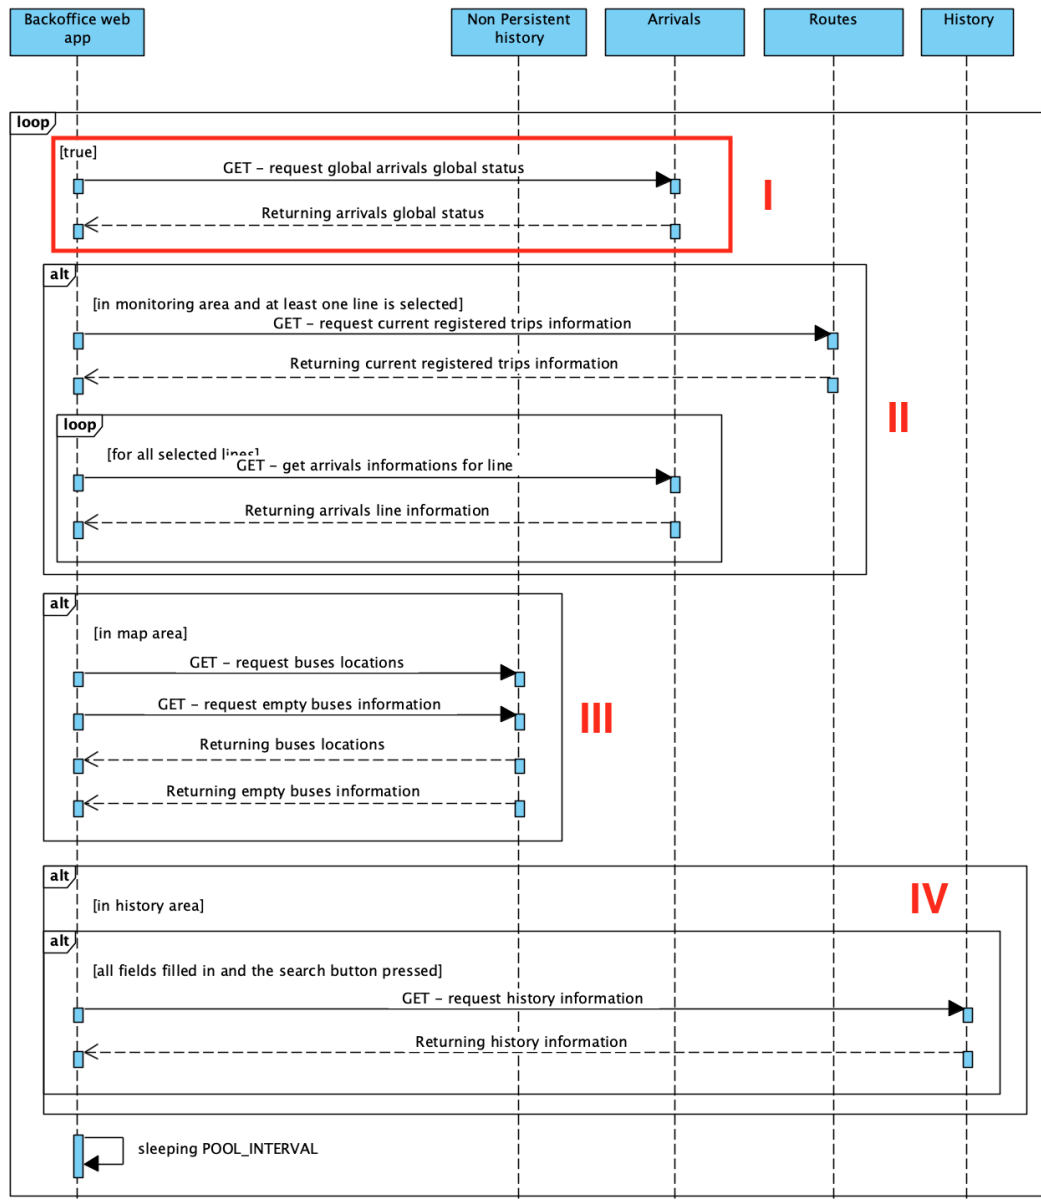 Backoffice web
app
Non Persistent
history
Arrivals
Routes
History
loop
[true]
GET – request global arrivals global status
I
Returning arrivals global status
alt
[in monitoring area and at least one line is selected]
GET – request current registered trips information
Returning current registered trips information
II
loop
[for all selected lines]
GET – get arrivals informations for line
Returning arrivals line information
alt
[in map area]
GET – request buses locations
GET – request empty buses information
III
Returning buses locations
Returning empty buses information
alt
IV
[in history area]
alt
[all fields filled in and the search button pressed]
GET – request history information
Returning history information
sleeping POOL_INTERVAL